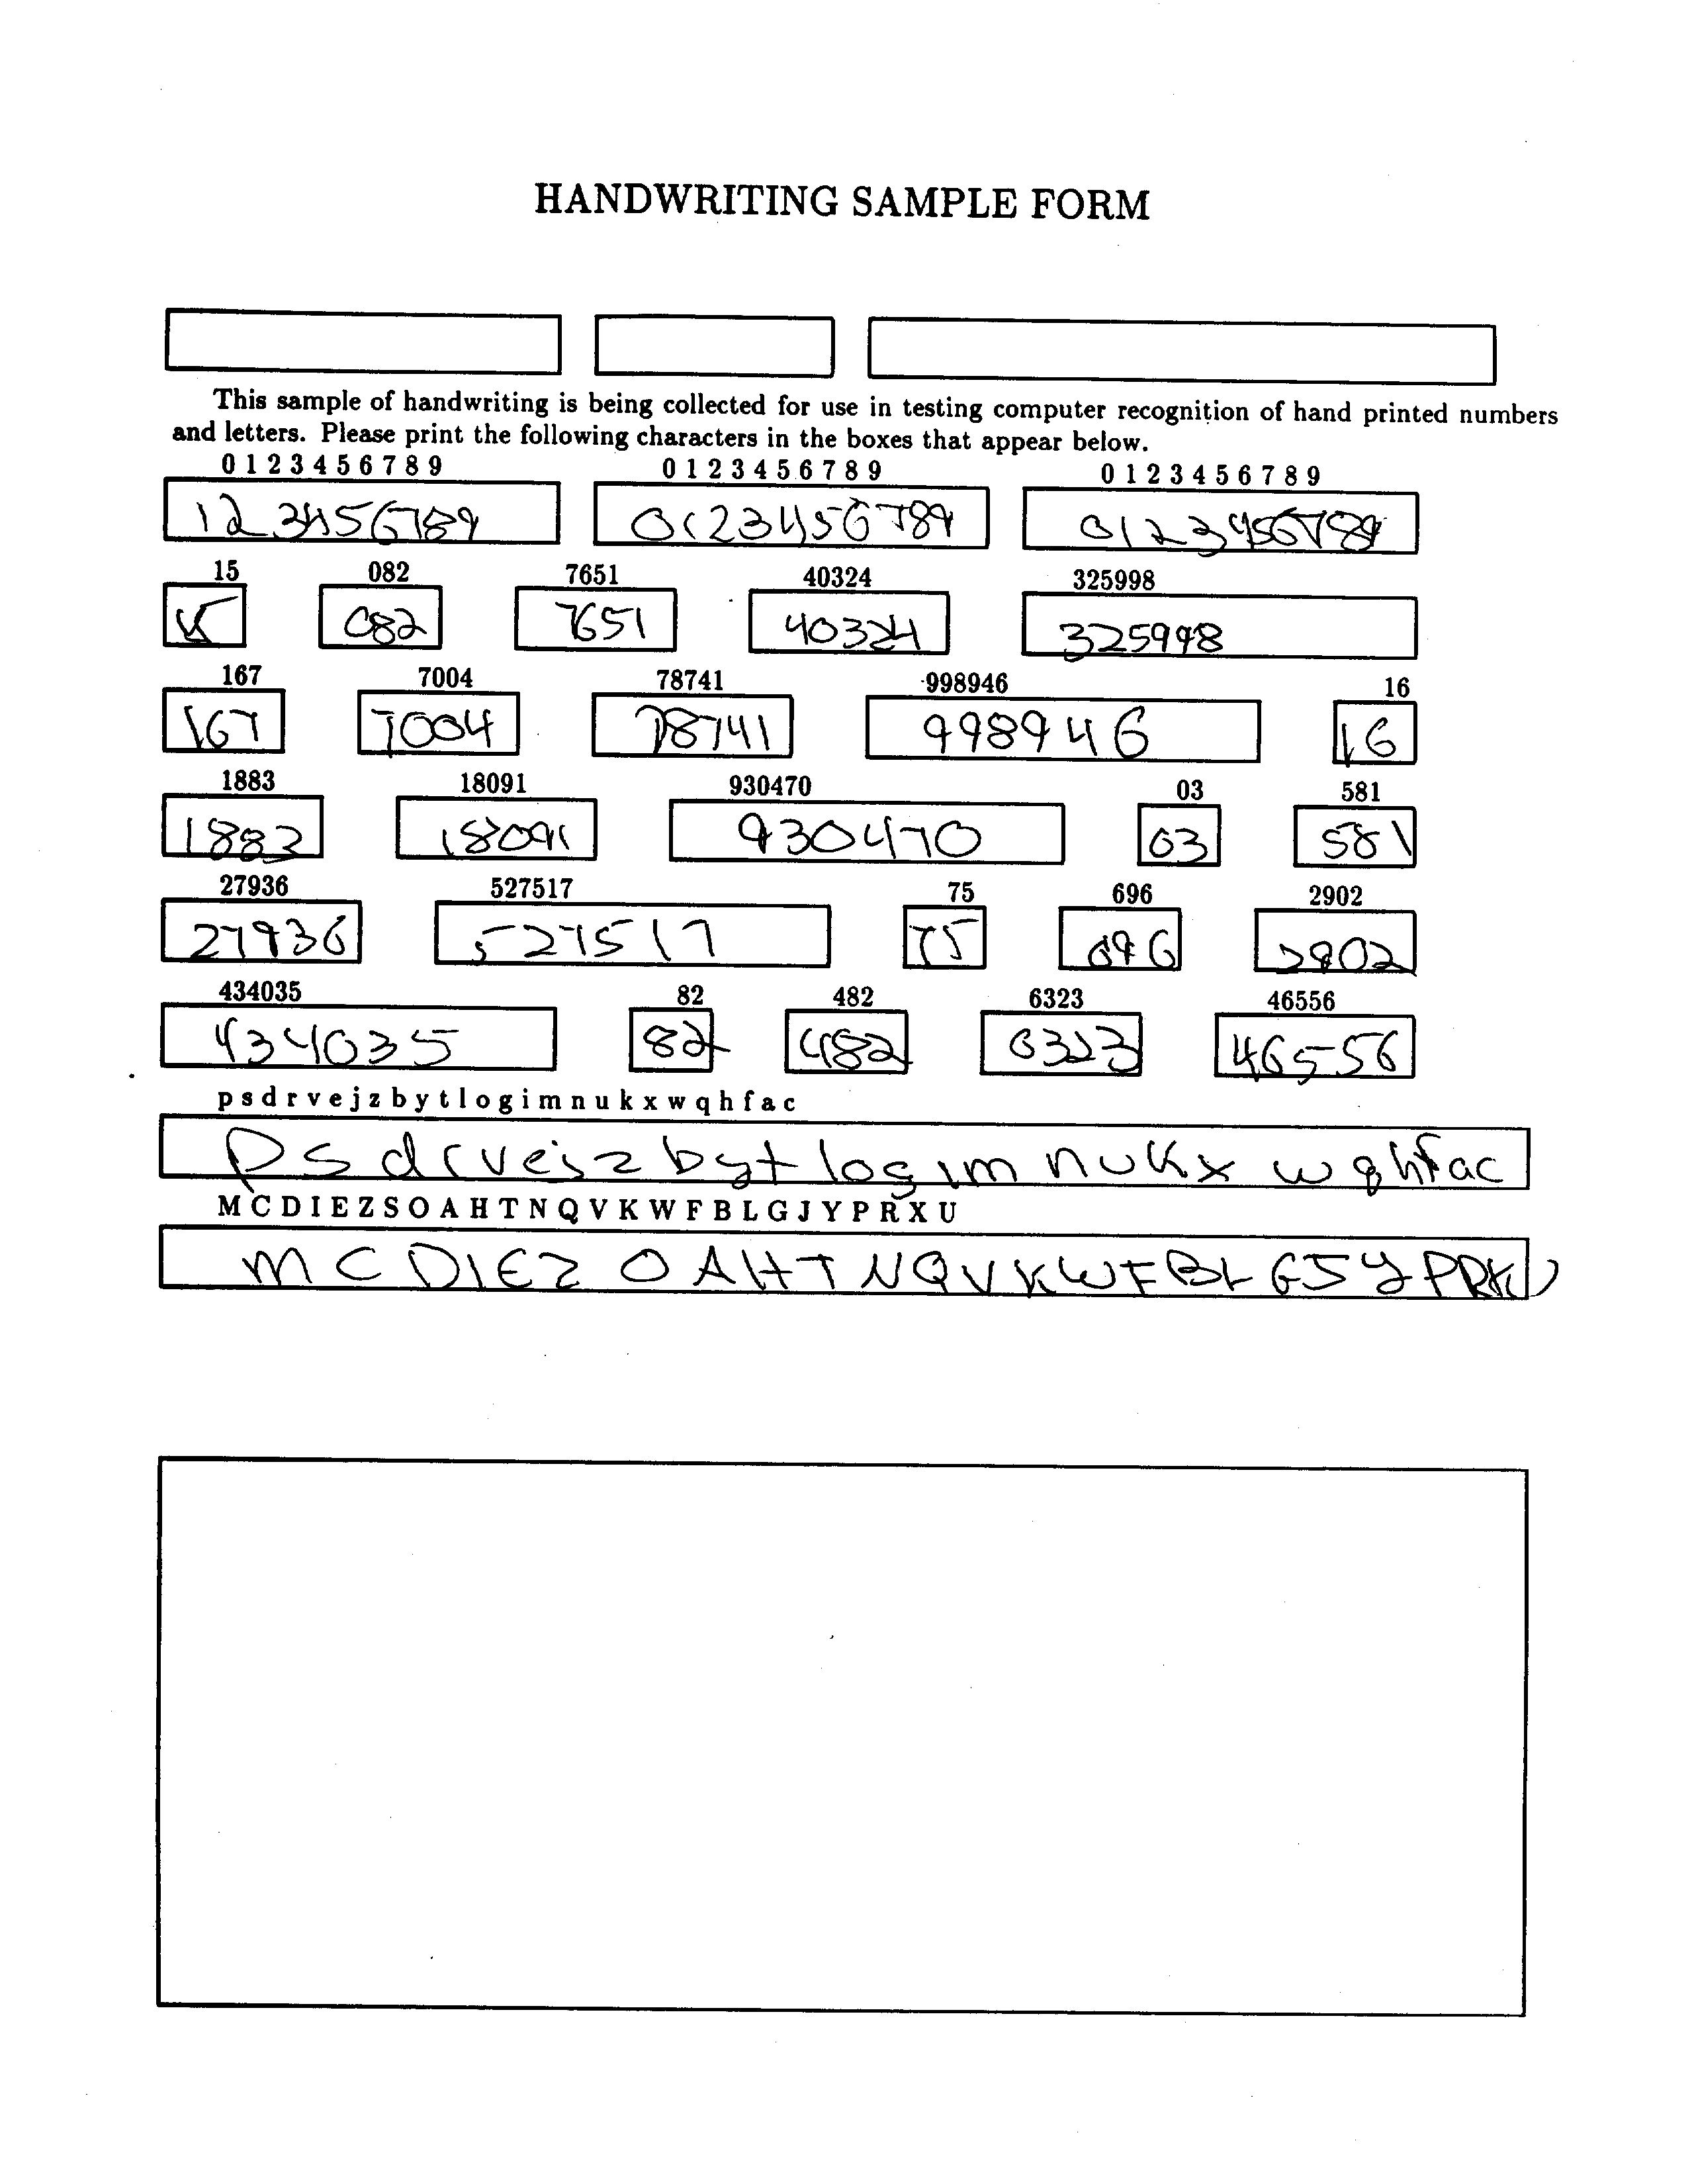 HANDWRITING SAMPLE FORM
This sample of handwriting is being collected for use in testing computer recognition of hand printed numbers
and letters. Please print the following characters in the boxes that appear below.
0 1 2 3 4 5 6 7 8 9 0 1 2 3 4 5 6 7 8 9 0 1 2 3 4 5 6 7 8 9
123456789 0123456789 0123456789
15 082 7651 40324 325998
15 082 7651 40324 325998
167 7004 78741 998946 16
167 7004 78741 998946 16
1883 18091 930470 03 581
1883 18091 930470 03 581
27936 527517 75 696 2902
27936 527517 75 696 2902
434035 82 482 6323 46556
434035 82 482 6323 46556
p s d r v e j z b y t l o g i m n u k x w q h f a c
p s d r v e j z b y t l o g i m n u k x w q h f a c
M C D I E Z S O A H T N Q V K W F B L G J Y P R X U
M C D I E Z O A H T N Q V K W F B L G J Y P R X U